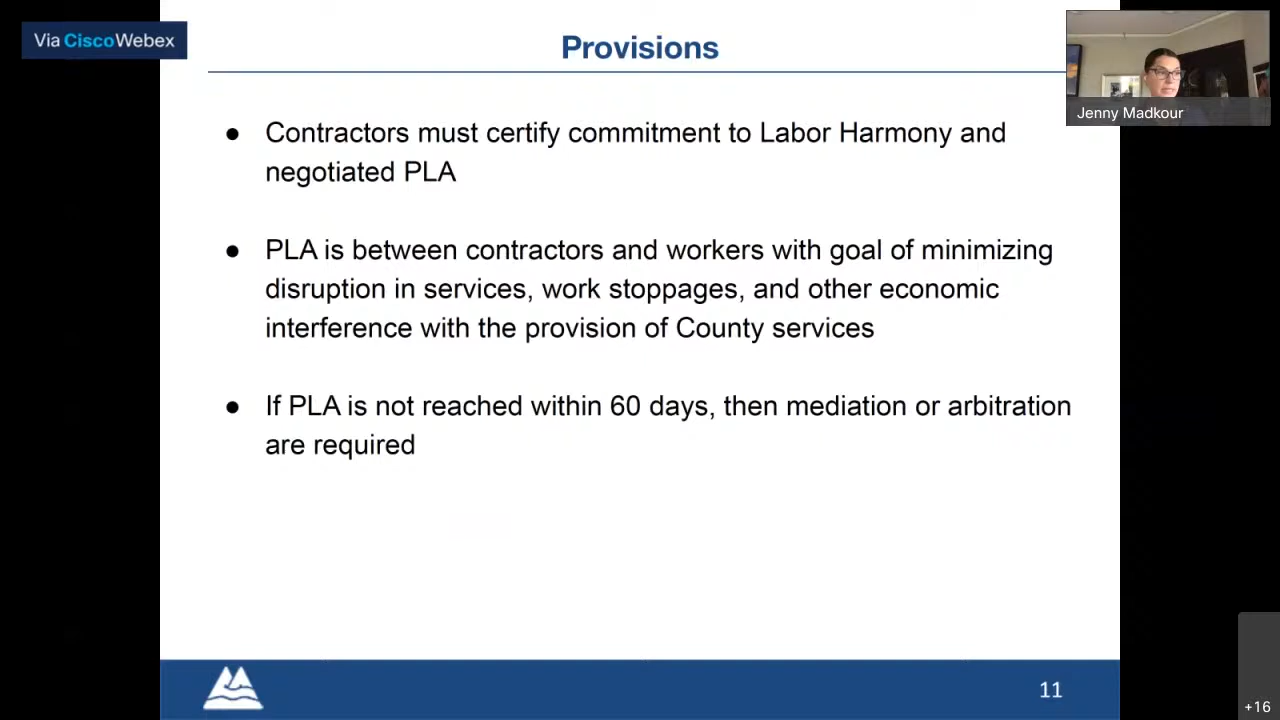 Via CiscoWebex
Provisions
Jenny Madkour
● Contractors must certify commitment to Labor Harmony and
negotiated PLA
● PLA is between contractors and workers with goal of minimizing
disruption in services, work stoppages, and other economic
interference with the provision of County services
● If PLA is not reached within 60 days, then mediation or arbitration
are required
11
+16